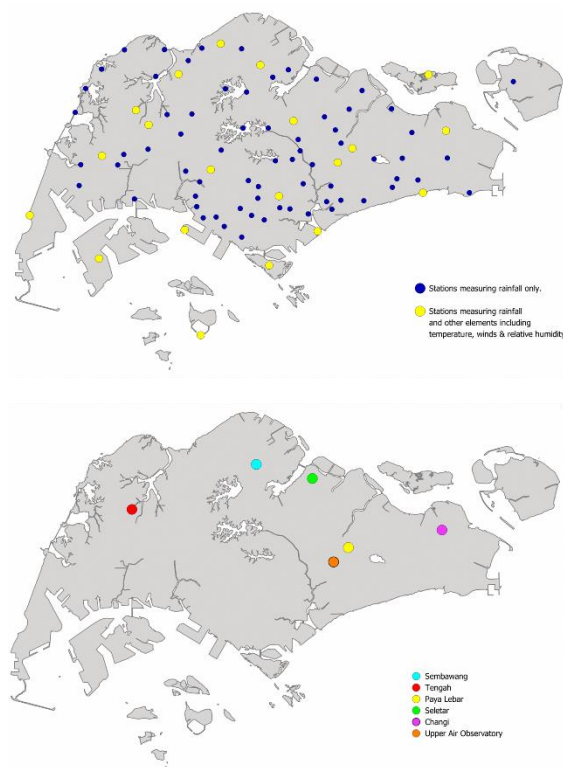 Stations measuring rainfall only.
Stations measuring rainfall
and other elements including
temperature, winds & relative humidity
Sembawang
Tengah
Paya Lebar
Seletar
Changi
Upper Air Observatory